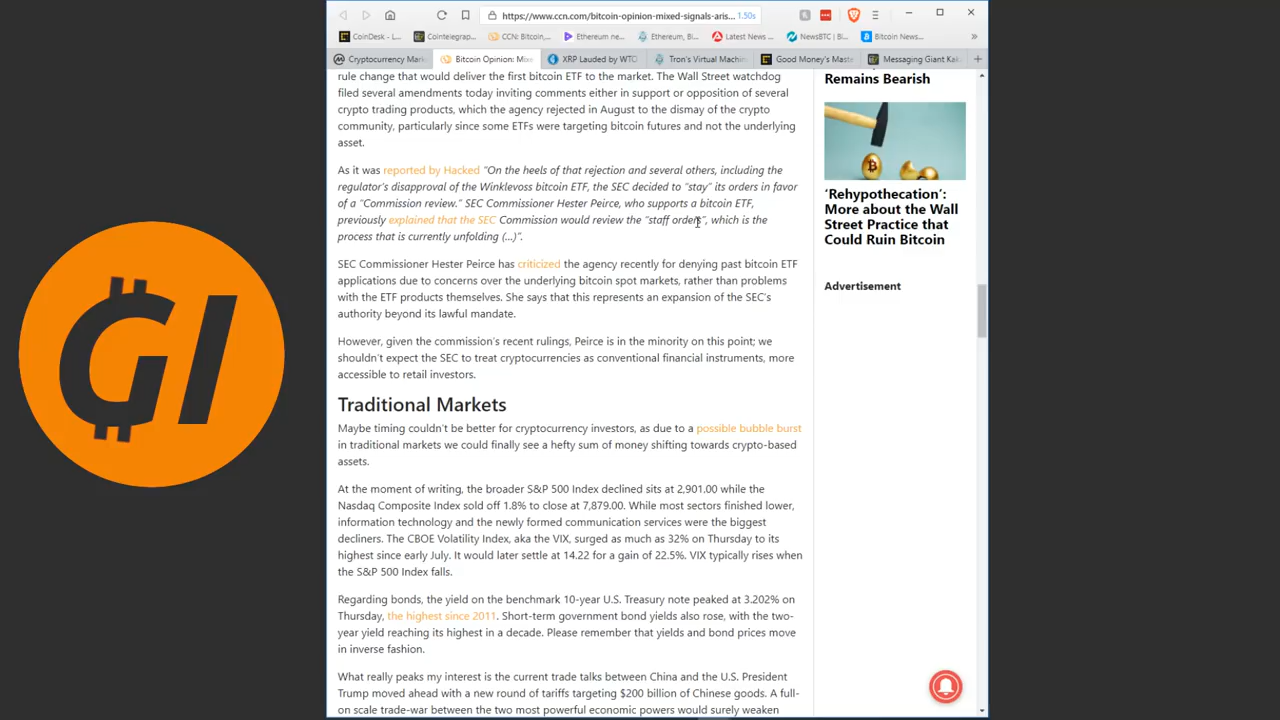 https://www.ccn.com/bitcoin-opinion-mixed-signals-aris... 1.50s
CoinDesk - L... Cointelegrap... CCN: Bitcoin,... Ethereum ne... Ethereum, Bi... Latest News ... NewsBTC | Bi... Bitcoin News... »
Cryptocurrency Mark Bitcoin Opinion: Mix XRP Lauded by WTO Tron's Virtual Machin Good Money's Maste Messaging Giant Kak +
rule change that would deliver the first bitcoin ETF to the market. The Wall Street watchdog
filed several amendments today inviting comments either in support or opposition of several
crypto trading products, which the agency rejected in August to the dismay of the crypto
community, particularly since some ETFs were targeting bitcoin futures and not the underlying
asset.
As it was reported by Hacked “On the heels of that rejection and several others, including the
regulator’s disapproval of the Winklevoss bitcoin ETF, the SEC decided to “stay” its orders in favor
of a “Commission review.” SEC Commissioner Hester Peirce, who supports a bitcoin ETF,
previously explained that the SEC Commission would review the “staff orders”, which is the
process that is currently unfolding (…)”.
SEC Commissioner Hester Peirce has criticized the agency recently for denying past bitcoin ETF
applications due to concerns over the underlying bitcoin spot markets, rather than problems
with the ETF products themselves. She says that this represents an expansion of the SEC’s
authority beyond its lawful mandate.
However, given the commission’s recent rulings, Peirce is in the minority on this point; we
shouldn’t expect the SEC to treat cryptocurrencies as conventional financial instruments, more
accessible to retail investors.
Traditional Markets
Maybe timing couldn’t be better for cryptocurrency investors, as due to a possible bubble burst
in traditional markets we could finally see a hefty sum of money shifting towards crypto-based
assets.
At the moment of writing, the broader S&P 500 Index declined sits at 2,901.00 while the
Nasdaq Composite Index sold off 1.8% to close at 7,879.00. While most sectors finished lower,
information technology and the newly formed communication services were the biggest
decliners. The CBOE Volatility Index, aka the VIX, surged as much as 32% on Thursday to its
highest since early July. It would later settle at 14.22 for a gain of 22.5%. VIX typically rises when
the S&P 500 Index falls.
Regarding bonds, the yield on the benchmark 10-year U.S. Treasury note peaked at 3.202% on
Thursday, the highest since 2011. Short-term government bond yields also rose, with the two-
year yield reaching its highest in a decade. Please remember that yields and bond prices move
in inverse fashion.
What really peaks my interest is the current trade talks between China and the U.S. President
Trump moved ahead with a new round of tariffs targeting $200 billion of Chinese goods. A full-
on scale trade-war between the two most powerful economic powers would surely weaken
Remains Bearish
‘Rehypothecation’:
More about the Wall
Street Practice that
Could Ruin Bitcoin
Advertisement
GI